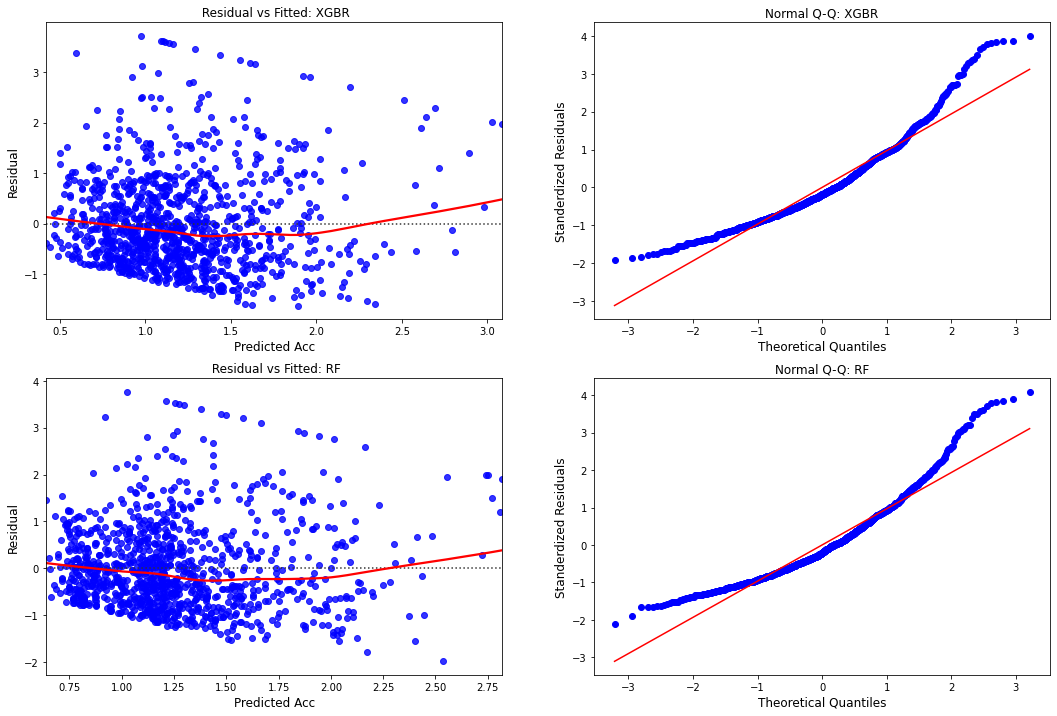 Residual vs Fitted: XGBR
Residual
3
2
1
0
−1
0.5 1.0 1.5 2.0 2.5 3.0
Predicted Acc
Normal Q-Q: XGBR
Standerdized Residuals
4
3
2
1
0
−1
−2
−3
−3 −2 −1 0 1 2 3
Theoretical Quantiles
Residual vs Fitted: RF
Residual
4
3
2
1
0
−1
−2
0.75 1.00 1.25 1.50 1.75 2.00 2.25 2.50 2.75
Predicted Acc
Normal Q-Q: RF
Standerdized Residuals
4
3
2
1
0
−1
−2
−3
−3 −2 −1 0 1 2 3
Theoretical Quantiles